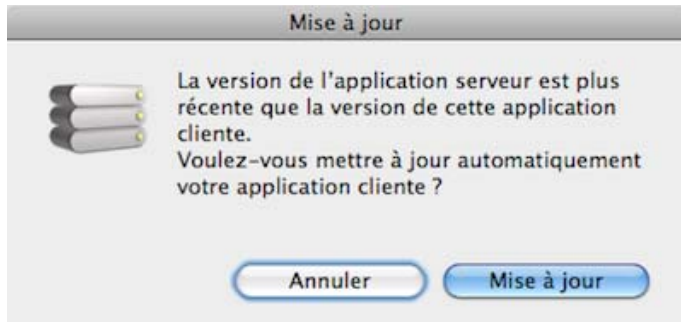 Mise à jour
La version de l'application serveur est plus
récente que la version de cette application
cliente.
Voulez-vous mettre à jour automatiquement
votre application cliente ?
Annuler
Mise à jour